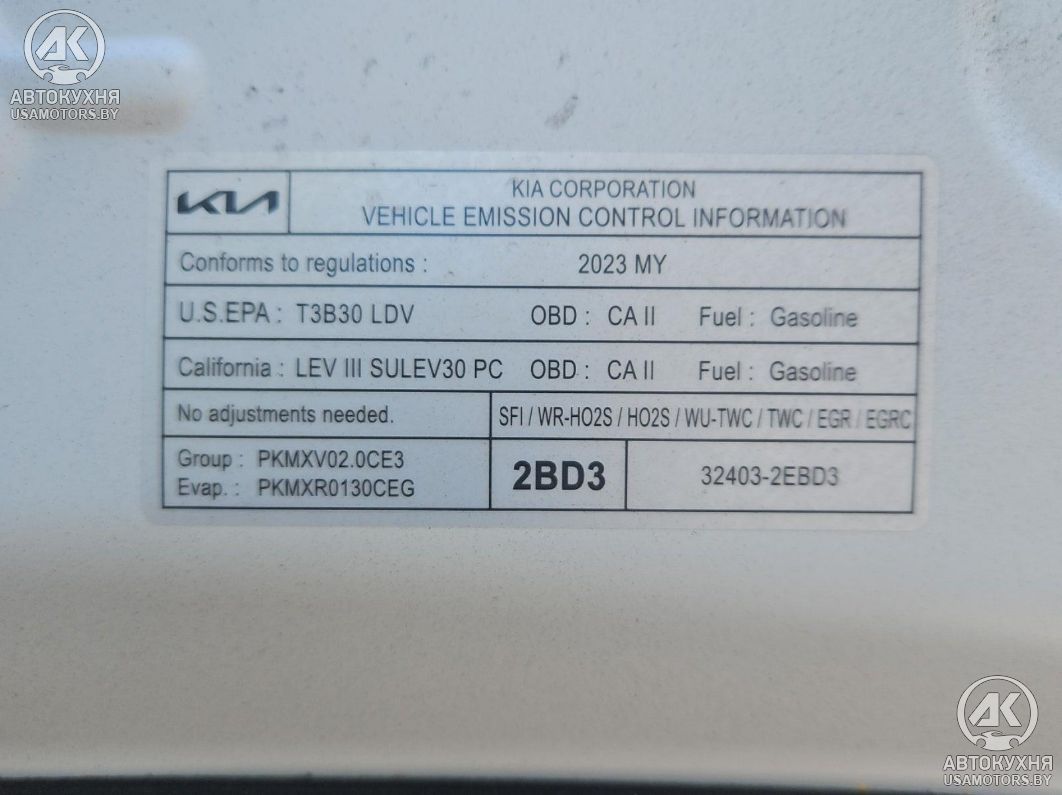 AK
АВТОКУХНЯ
USAMOTORS.BY
KIA
KIA CORPORATION
VEHICLE EMISSION CONTROL INFORMATION
Conforms to regulations : 2023 MY
U.S.EPA : T3B30 LDV OBD : CA II Fuel : Gasoline
California : LEV III SULEV30 PC OBD : CA II Fuel : Gasoline
No adjustments needed. SFI / WR-HO2S / HO2S / WU-TWC / TWC / EGR / EGRC
Group : PKMXV02.0CE3
Evap. : PKMXR0130CEG
2BD3
32403-2EBD3
AK
АВТОКУХНЯ
USAMOTORS.BY